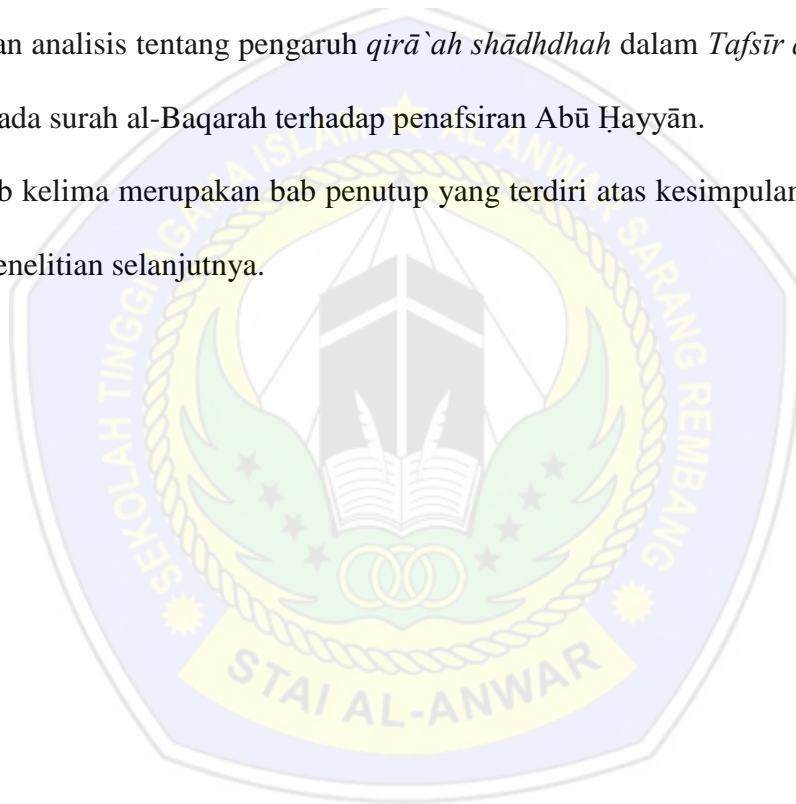 an analisis tentang pengaruh qirā`ah shādhdhah dalam Tafsīr
ada surah al-Baqarah terhadap penafsiran Abū Ḥayyān.
b kelima merupakan bab penutup yang terdiri atas kesimpulan
enelitian selanjutnya.
SEKOLAH TINGGI AGAMA ISLAM ★ AL ANWAR SARANG REMBANG
STAI AL-ANWAR